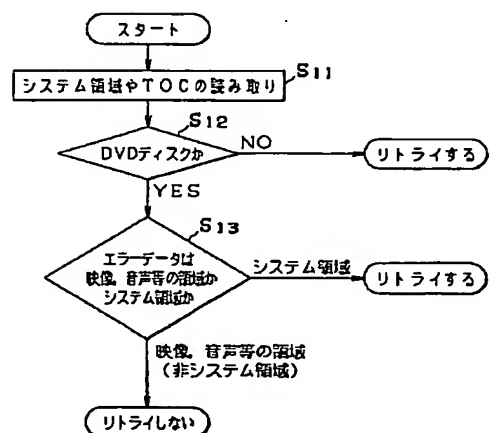 スタート
システム領域やTOCの読み取り
S11
DVDディスクか
S12
NO
リトライする
YES
S13
エラーデータは
映像，音声等の領域か
システム領域か
システム領域
リトライする
映像，音声等の領域
（非システム領域）
リトライしない